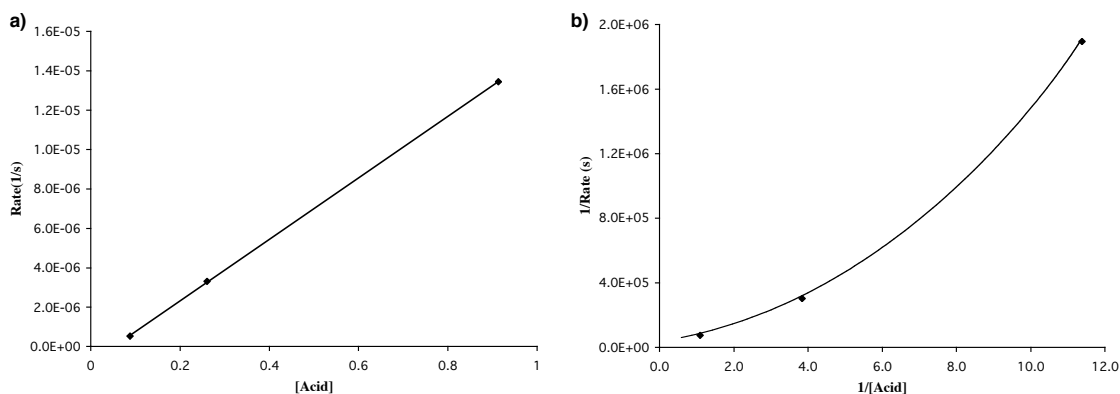 a)
1.6E-05
1.4E-05
1.2E-05
1.0E-05
8.0E-06
6.0E-06
4.0E-06
2.0E-06
0.0E+00
Rate(1/s)
0 0.2 0.4 0.6 0.8 1
[Acid]
b)
2.0E+06
1.6E+06
1.2E+06
8.0E+05
4.0E+05
0.0E+00
1/Rate (s)
0.0 2.0 4.0 6.0 8.0 10.0 12.0
1/[Acid]